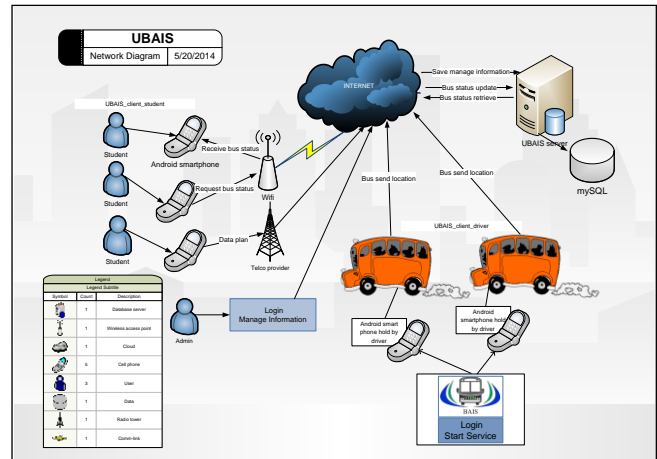 UBAIS
Network Diagram 5/20/2014
INTERNET
Save manage information
Bus status update
Bus status retrieve
UBAIS server
mySQL
UBAIS_client_student
Student
Android smartphone
Receive bus status
Student
Request bus status
Wifi
Student
Data plan
Telco provider
Bus send location
Bus send location
UBAIS_client_driver
Legend
Legend Subtitle
Symbol Count Description
1 Database server
1 Wireless access point
1 Cloud
5 Cell phone
3 User
1 Data
1 Radio tower
1 Comm-link
Admin
Login
Manage Information
Android smart
phone hold by
driver
Android
smartphone hold
by driver
BAIS
Login
Start Service